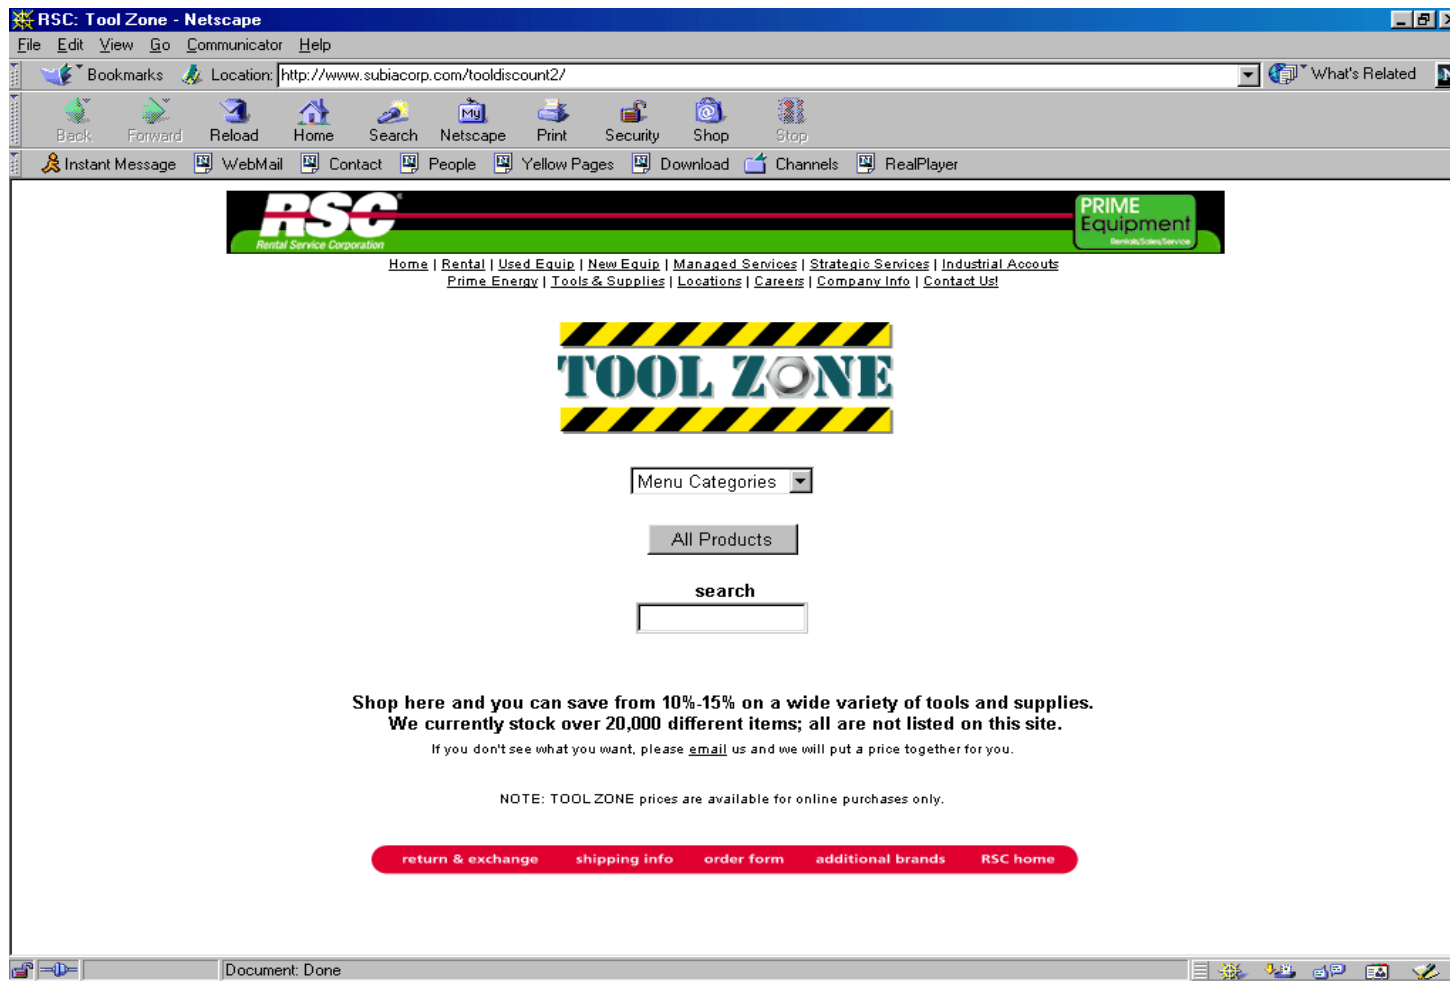 RSC: Tool Zone - Netscape
File Edit View Go Communicator Help
Bookmarks Location: http://www.subiacorp.com/tooldiscount2/ What's Related
Back Forward Reload Home Search Netscape Print Security Shop Stop
Instant Message WebMail Contact People Yellow Pages Download Channels RealPlayer
RSC® PRIME
Equipment
Rental Service Corporation Rentals/Sales/Service
Home | Rental | Used Equip | New Equip | Managed Services | Strategic Services | Industrial Accouts
Prime Energy | Tools & Supplies | Locations | Careers | Company Info | Contact Us!
TOOL ZONE
Menu Categories
All Products
search
Shop here and you can save from 10%-15% on a wide variety of tools and supplies.
We currently stock over 20,000 different items; all are not listed on this site.
If you don't see what you want, please email us and we will put a price together for you.
NOTE: TOOL ZONE prices are available for online purchases only.
return & exchange shipping info order form additional brands RSC home
Document: Done